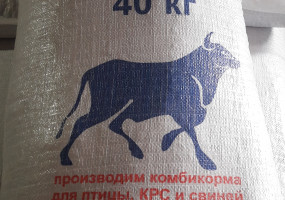 40 кг
производим комбикорма
для птицы, КРС и свиней